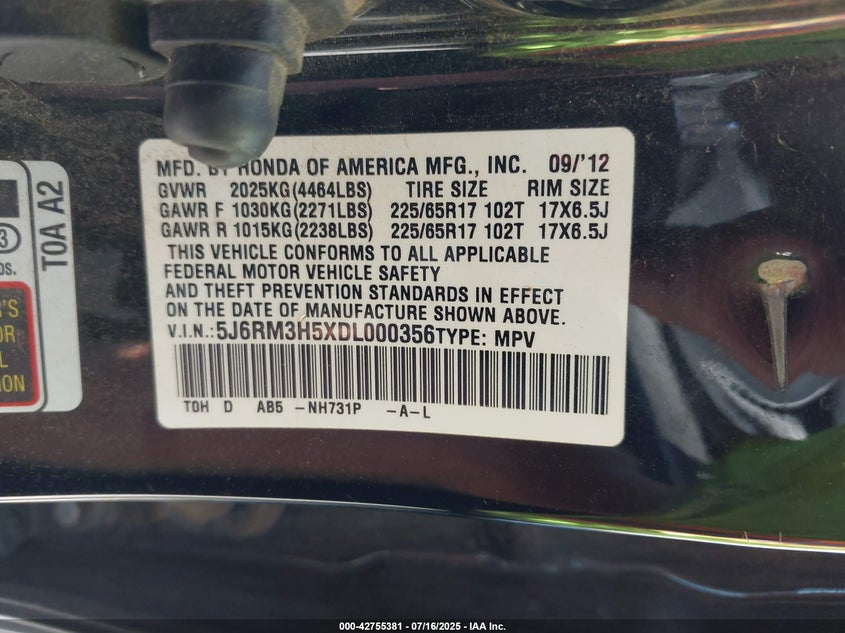 MFD. BY HONDA OF AMERICA MFG., INC. 09/'12
GVWR 2025KG(4464LBS) TIRE SIZE RIM SIZE
GAWR F 1030KG(2271LBS) 225/65R17 102T 17X6.5J
GAWR R 1015KG(2238LBS) 225/65R17 102T 17X6.5J
THIS VEHICLE CONFORMS TO ALL APPLICABLE
FEDERAL MOTOR VEHICLE SAFETY
AND THEFT PREVENTION STANDARDS IN EFFECT
ON THE DATE OF MANUFACTURE SHOWN ABOVE.
V.I.N.:5J6RM3H5XDL000356TYPE: MPV
TOH D AB5 -NH731P -A-L
TOA A2
000-42755381 - 07/16/2025 - IAA Inc.